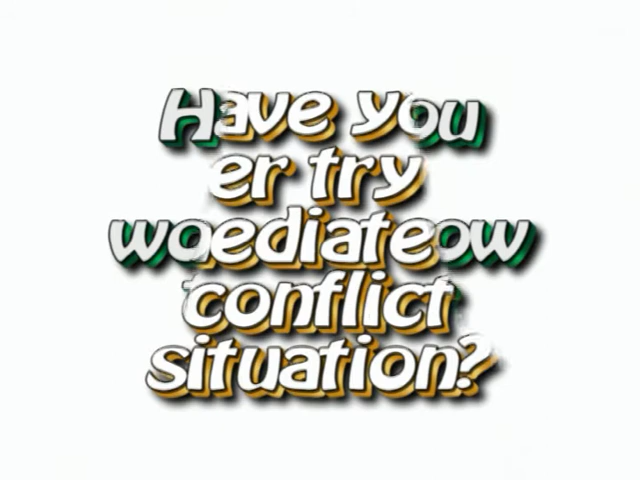 Have you
er try
woediateow
conflict
situation?